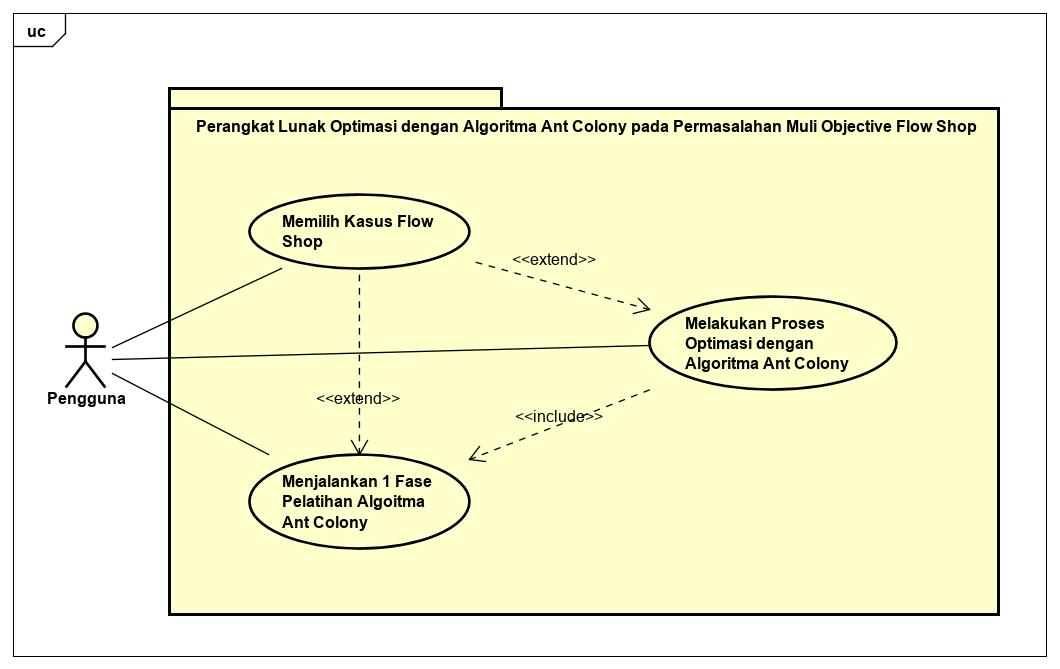 uc
Perangkat Lunak Optimasi dengan Algoritma Ant Colony pada Permasalahan Muli Objective Flow Shop
Memilih Kasus Flow
Shop
<<extend>>
Melakukan Proses
Optimasi dengan
Algoritma Ant Colony
Pengguna
<<extend>>
<<include>>
Menjalankan 1 Fase
Pelatihan Algoitma
Ant Colony